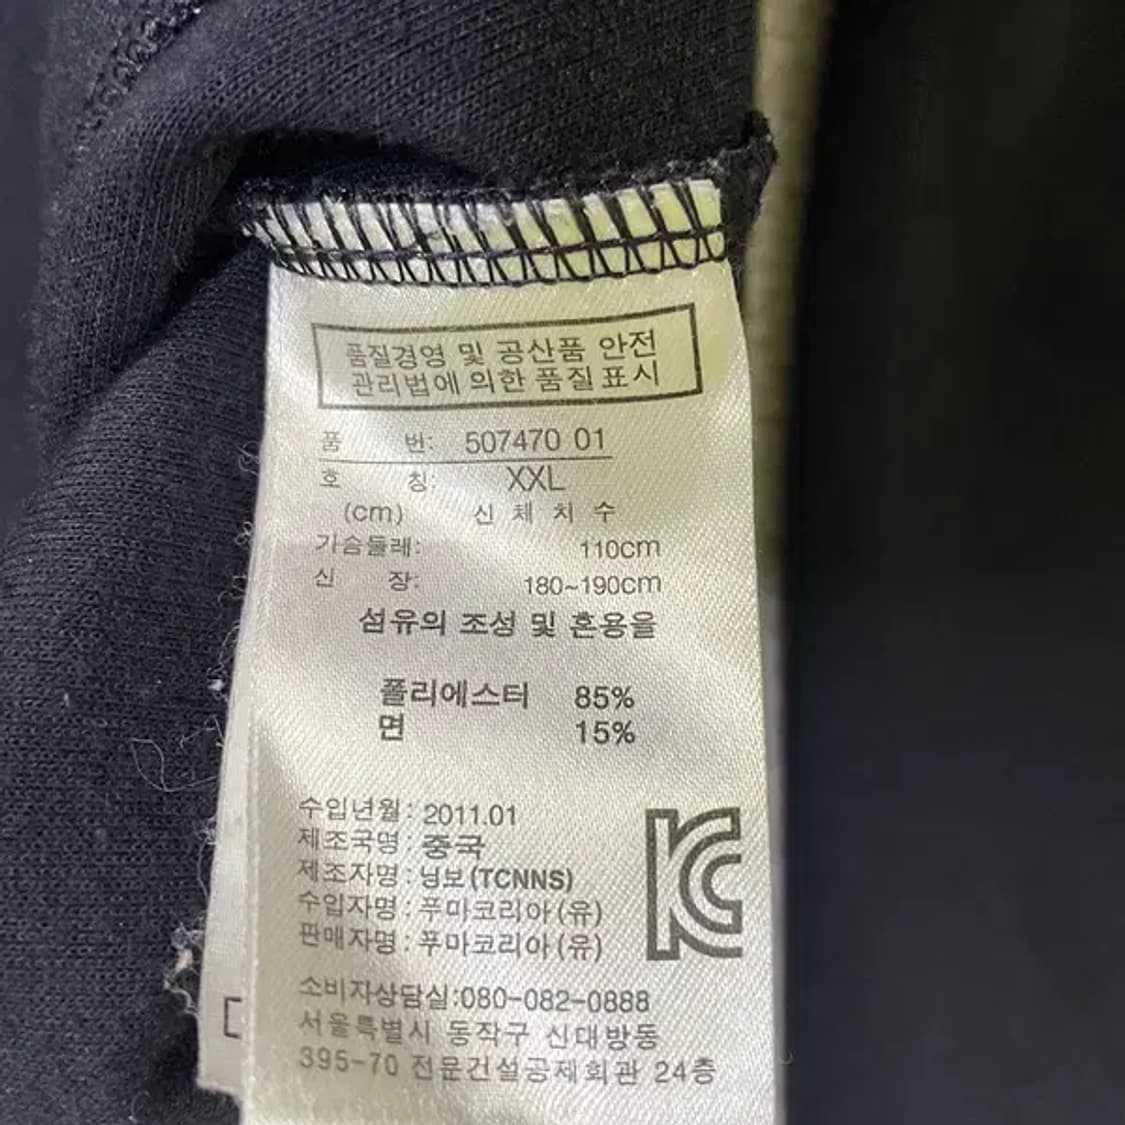 품질경영 및 공산품 안전
관리법에 의한 품질표시
품 번: 507470 01
호 칭: XXL
(cm) 신 체 치 수
가슴둘레: 110cm
신 장: 180~190cm
섬유의 조성 및 혼용율
폴리에스터 85%
면 15%
수입년월: 2011.01
제조국명: 중국
제조자명: 닝보(TCNNS)
수입자명: 푸마코리아(유)
판매자명: 푸마코리아(유)
소비자상담실:080-082-0888
서울특별시 동작구 신대방동
395-70 전문건설공제회관 24층